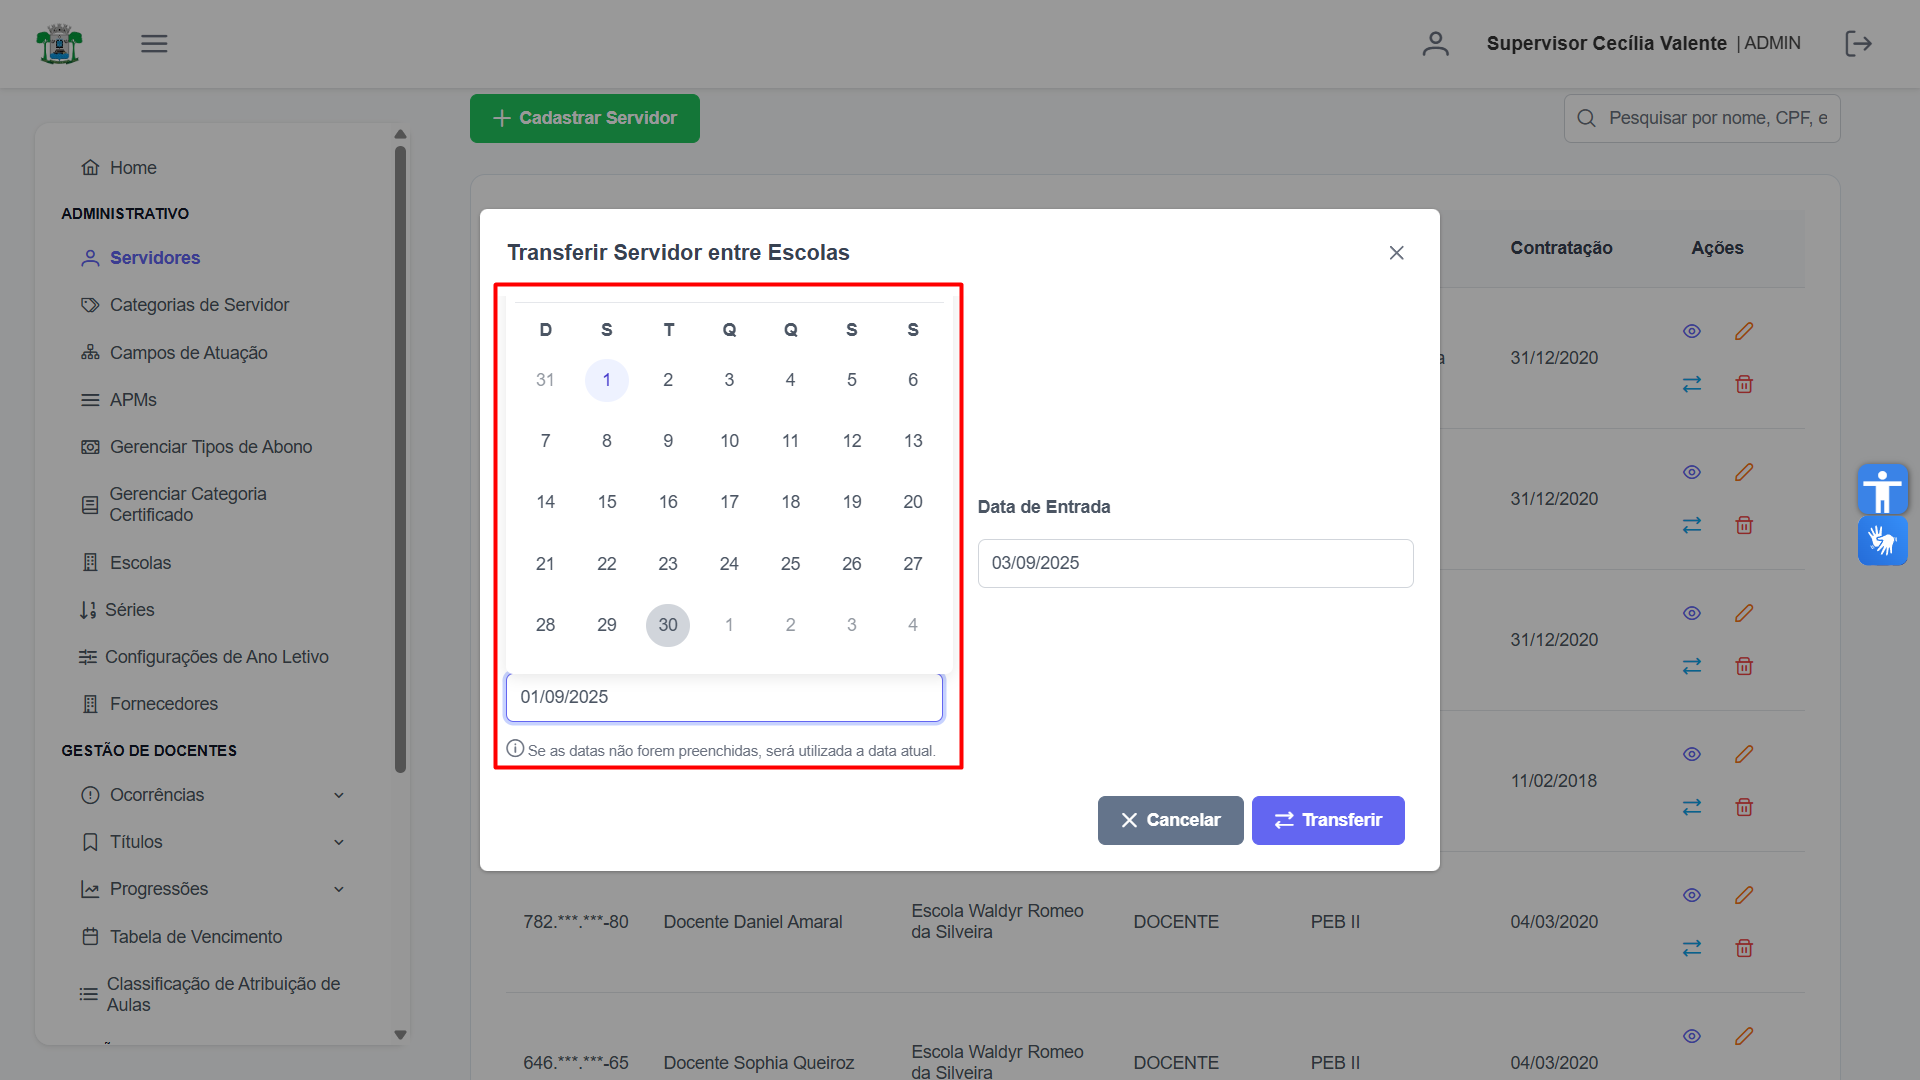 Supervisor Cecília Valente | ADMIN
Cadastrar Servidor
Pesquisar por nome, CPF, e
Home
ADMINISTRATIVO
Servidores
Categorias de Servidor
Campos de Atuação
APMs
Gerenciar Tipos de Abono
Gerenciar Categoria
Certificado
Escolas
Séries
Configurações de Ano Letivo
Fornecedores
GESTÃO DE DOCENTES
Ocorrências
Títulos
Progressões
Tabela de Vencimento
Classificação de Atribuição de
Aulas
Transferir Servidor entre Escolas
D S T Q Q S S
31 1 2 3 4 5 6
7 8 9 10 11 12 13
14 15 16 17 18 19 20
21 22 23 24 25 26 27
28 29 30 1 2 3 4
01/09/2025
Se as datas não forem preenchidas, será utilizada a data atual.
Data de Entrada
03/09/2025
Cancelar
Transferir
Contratação Ações
a 31/12/2020
31/12/2020
31/12/2020
11/02/2018
782.***.***-80 Docente Daniel Amaral Escola Waldyr Romeo DOCENTE PEB II 04/03/2020
da Silveira
646.***.***-65 Docente Sophia Queiroz Escola Waldyr Romeo DOCENTE PEB II 04/03/2020
da Silveira